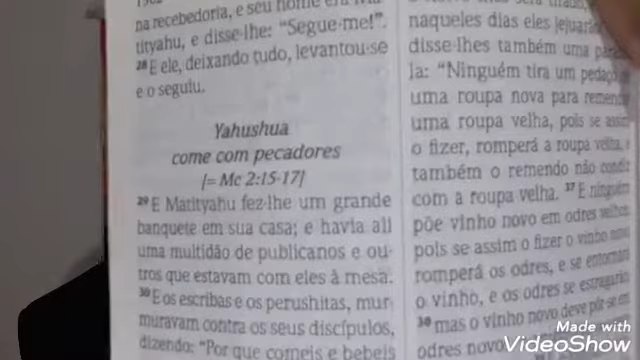 na recebedoria, e seu nome era
tityahu, e disse-lhe: "Segue-me!".
28 E ele, deixando tudo, levantou-se
e o seguiu.
Yahushua
come com pecadores
[= Mc 2:15-17]
29 E Matityahu fez-lhe um grande
banquete em sua casa; e havia ali
uma multidão de publicanos e ou-
tros que estavam com eles à mesa.
30 E os escribas e os perushitas, mur-
muravam contra os seus discípulos,
dizendo: "Por que comeis e bebeis
naqueles dias eles jejuarão
disse-lhes também uma
la: "Ninguém tira um pedaço
uma roupa nova para
uma roupa velha, pois se assim
o fizer, romperá a roupa velha, e
também o remendo não
com a roupa velha. 37 E ninguém
põe vinho novo em odres velhos
pois se assim o fizer o vinho novo
romperá os odres, e se
o vinho, e os odres se estragarão
38 mas o vinho novo deve pôr-se em
odres novos
Made with
VideoShow